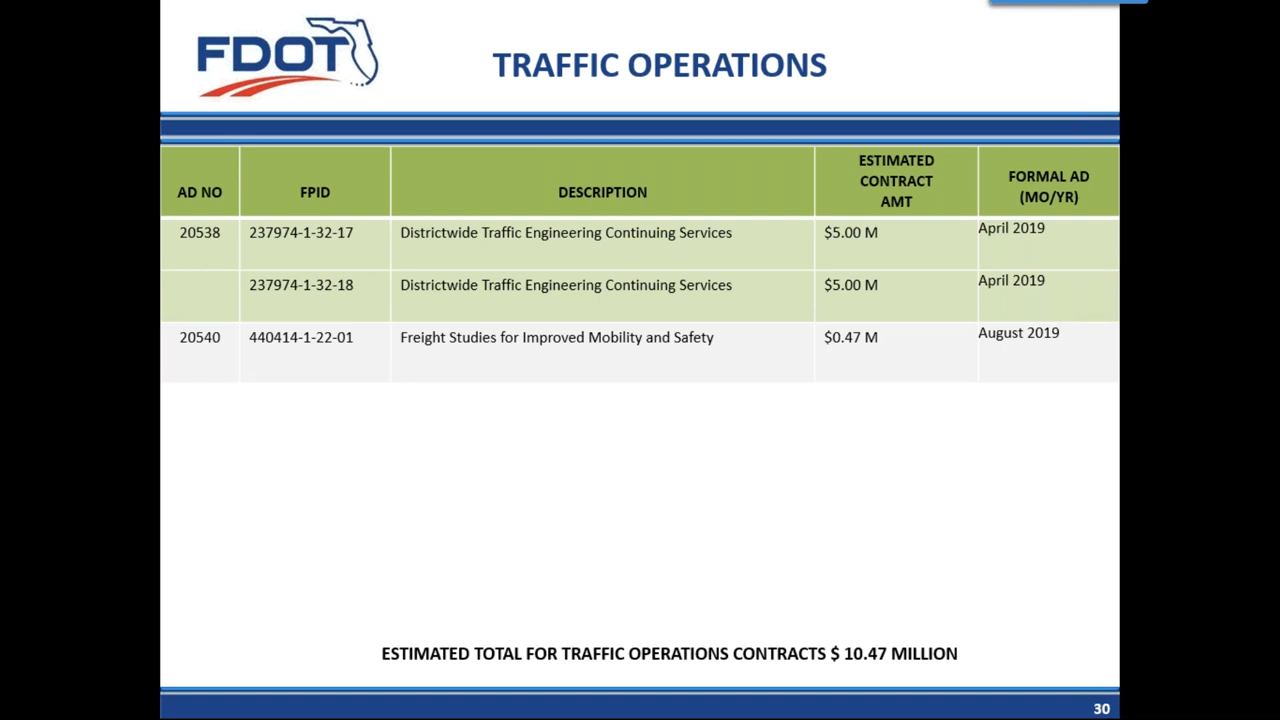 FDOT
TRAFFIC OPERATIONS
AD NO
FPID
DESCRIPTION
ESTIMATED
CONTRACT
AMT
FORMAL AD
(MO/YR)
20538 237974-1-32-17 Districtwide Traffic Engineering Continuing Services $5.00 M April 2019
237974-1-32-18 Districtwide Traffic Engineering Continuing Services $5.00 M April 2019
20540 440414-1-22-01 Freight Studies for Improved Mobility and Safety $0.47 M August 2019
ESTIMATED TOTAL FOR TRAFFIC OPERATIONS CONTRACTS $ 10.47 MILLION
30